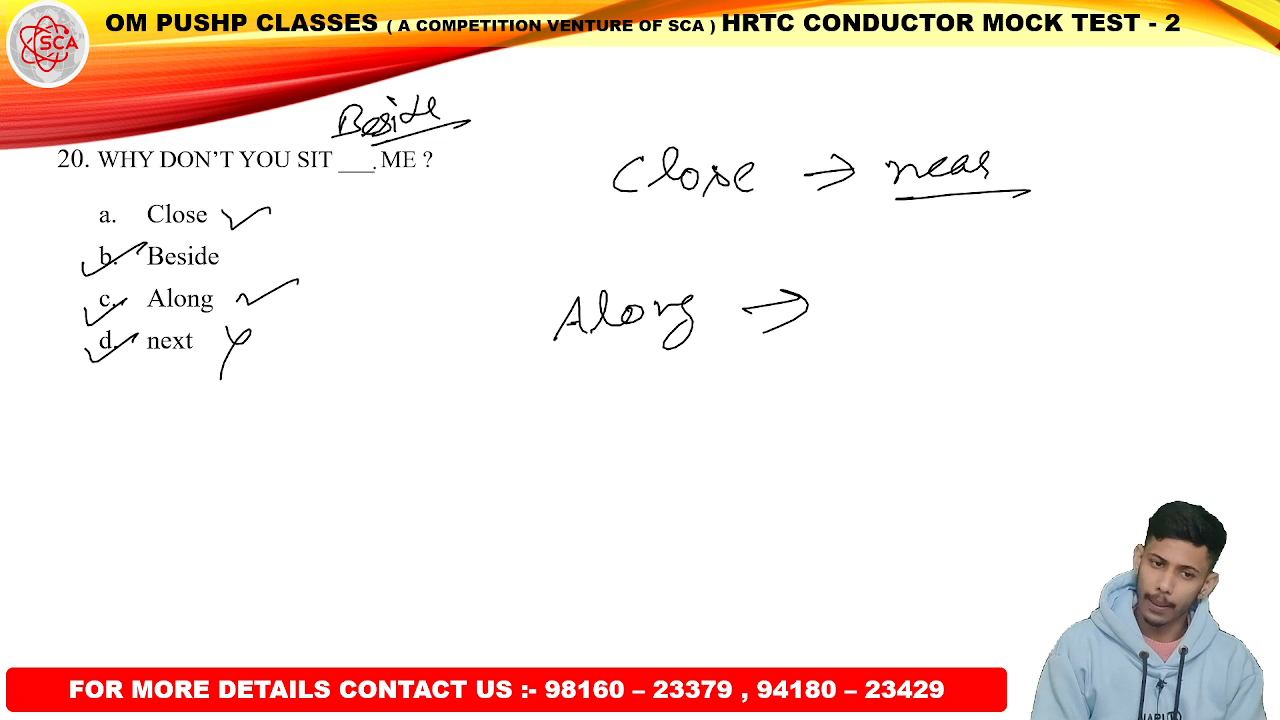 OM PUSHP CLASSES ( A COMPETITION VENTURE OF SCA ) HRTC CONDUCTOR MOCK TEST - 2
SCA
Beside
20. WHY DON'T YOU SIT ___. ME ?
a. Close
b. Beside
c. Along
d. next
Close → near
Along →
FOR MORE DETAILS CONTACT US :- 98160 – 23379 , 94180 – 23429